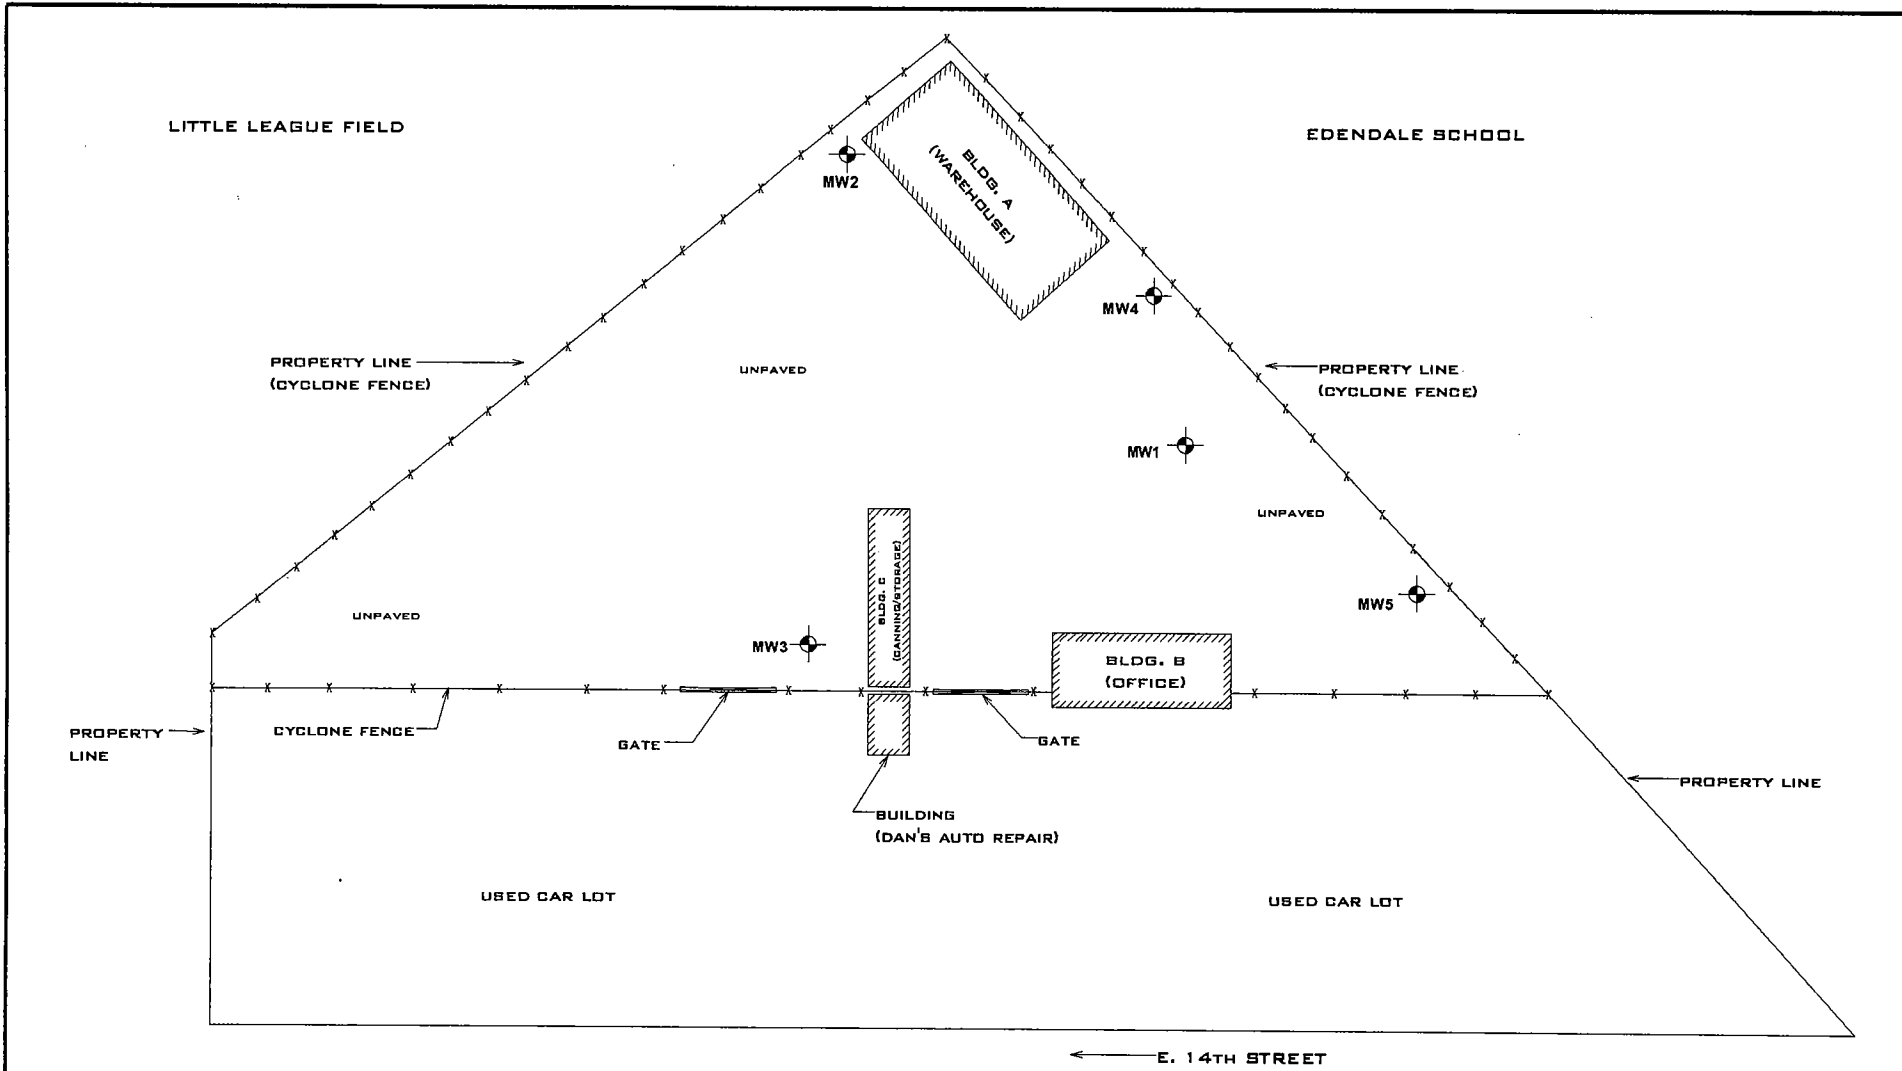 LITTLE LEAGUE FIELD
EDENDALE SCHOOL
BLDG. A
(WAREHOUSE)
MW2
MW4
PROPERTY LINE
(CYCLONE FENCE)
UNPAVED
PROPERTY LINE
(CYCLONE FENCE)
MW1
UNPAVED
BLDG. C
(CANNING/STORAGE)
MW5
UNPAVED
MW3
BLDG. B
(OFFICE)
PROPERTY
LINE
CYCLONE FENCE
GATE
GATE
PROPERTY LINE
BUILDING
(DAN'S AUTO REPAIR)
USED CAR LOT
USED CAR LOT
E. 14TH STREET